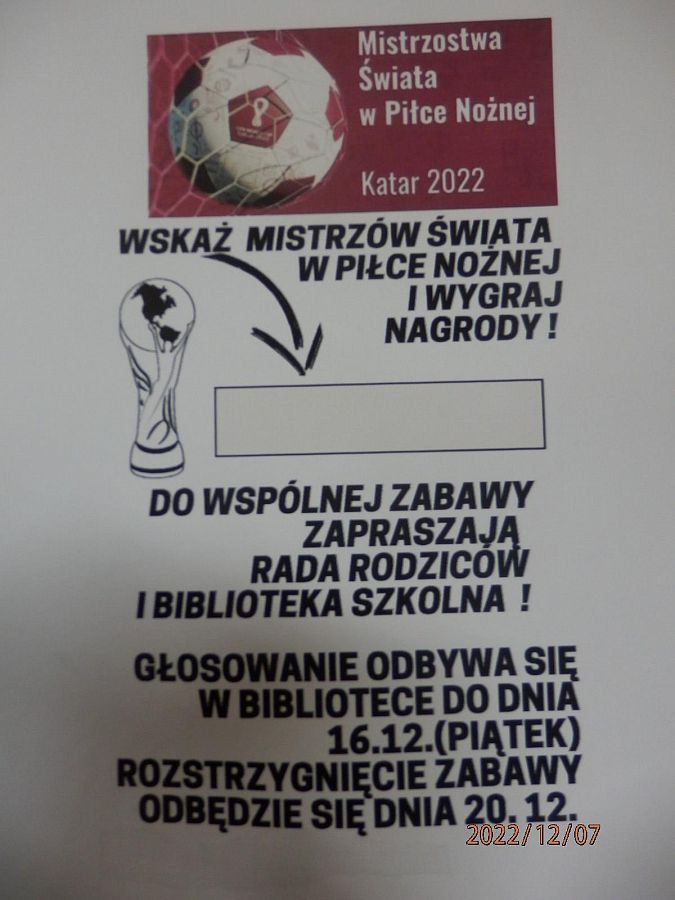 Mistrzostwa
Świata
w Piłce Nożnej
Katar 2022
WSKAŻ MISTRZÓW ŚWIATA
W PIŁCE NOŻNEJ
I WYGRAJ
NAGRODY !
DO WSPÓLNEJ ZABAWY
ZAPRASZAJĄ
RADA RODZICÓW
I BIBLIOTEKA SZKOLNA !
GŁOSOWANIE ODBYWA SIĘ
W BIBLIOTECE DO DNIA
16.12.(PIĄTEK)
ROZSTRZYGNIĘCIE ZABAWY
ODBĘDZIE SIĘ DNIA 20. 12.
2022/12/07